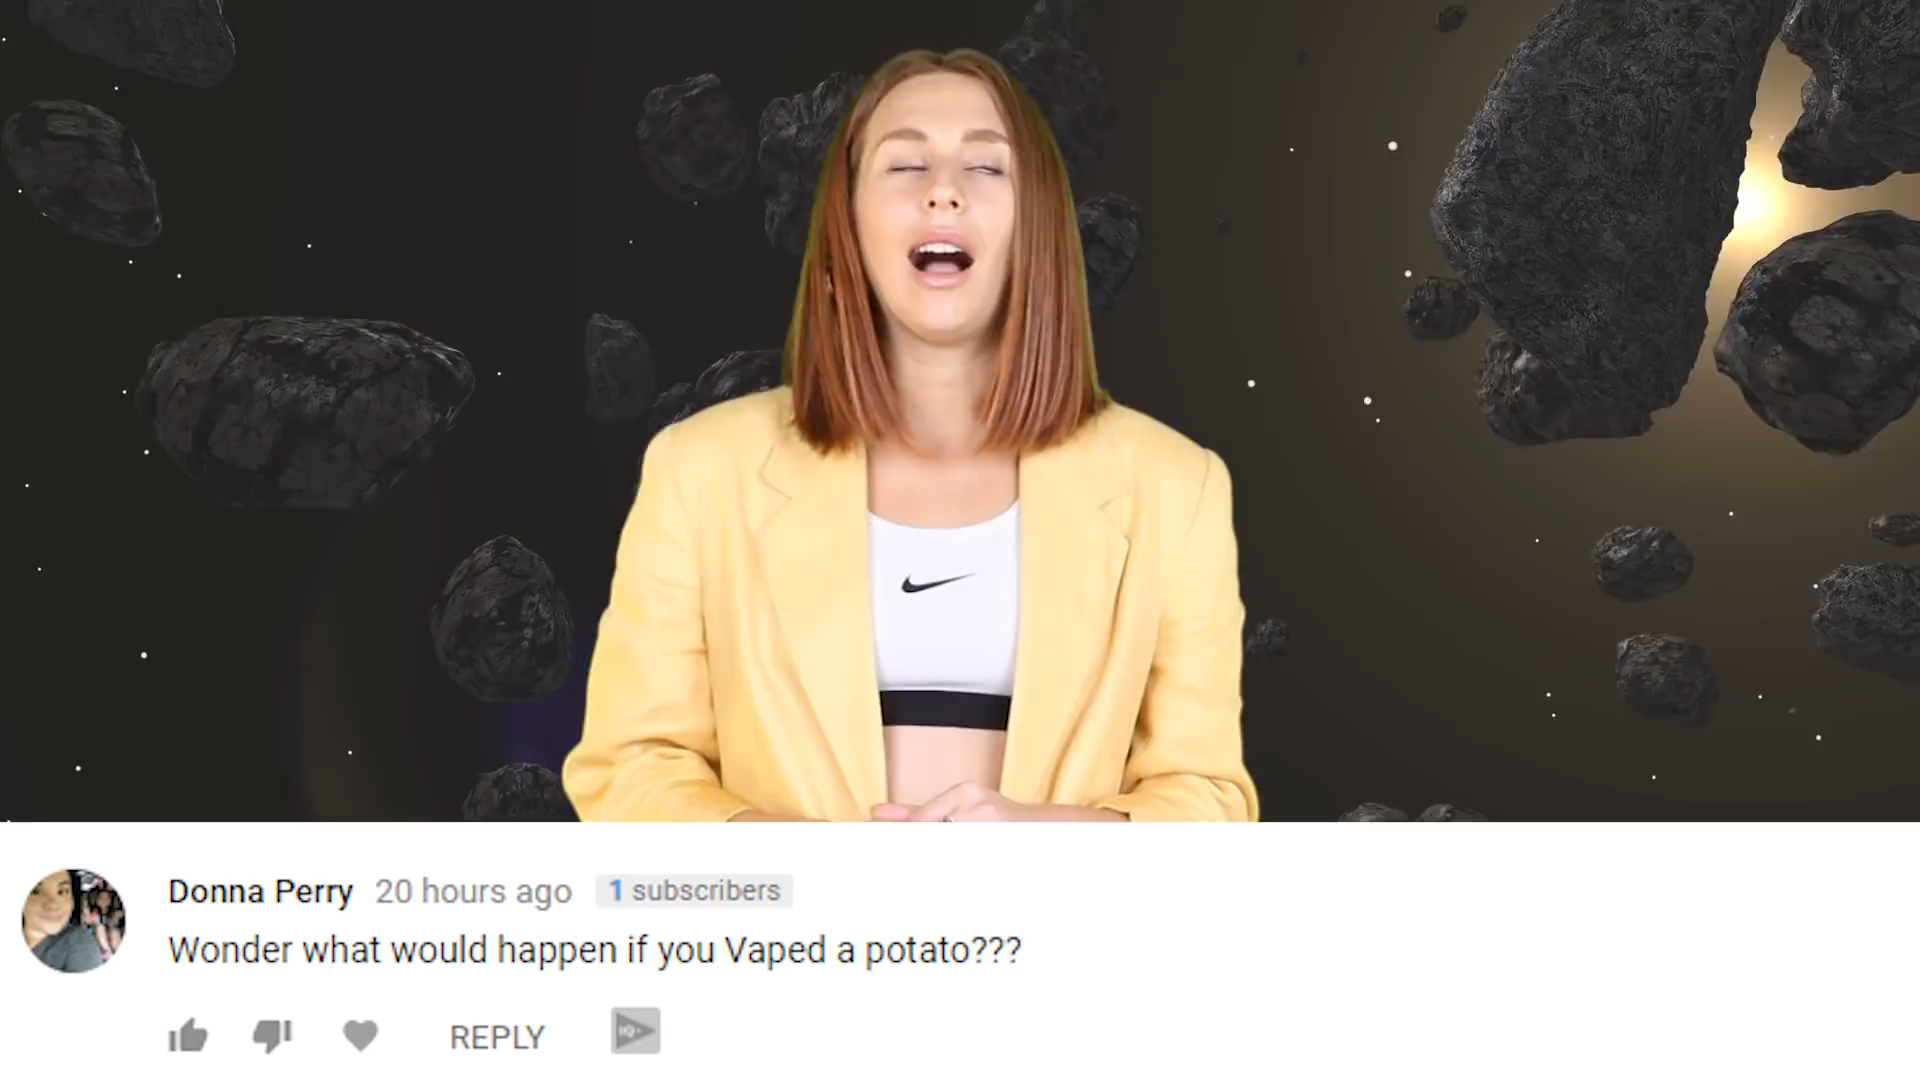 Donna Perry 20 hours ago 1 subscribers
Wonder what would happen if you Vaped a potato???
REPLY